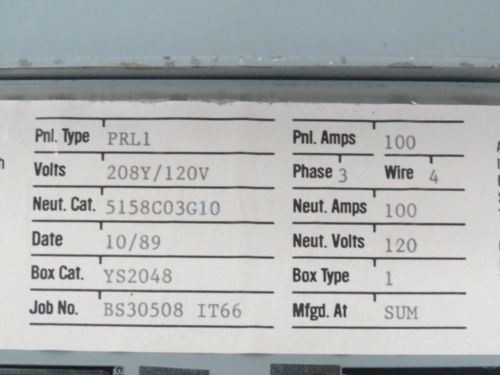 Pnl. Type PRL1 Pnl. Amps 100
Volts 208Y/120V Phase 3 Wire 4
Neut. Cat. 5158C03G10 Neut. Amps 100
Date 10/89 Neut. Volts 120
Box Cat. YS2048 Box Type 1
Job No. BS30508 IT66 Mfgd. At SUM